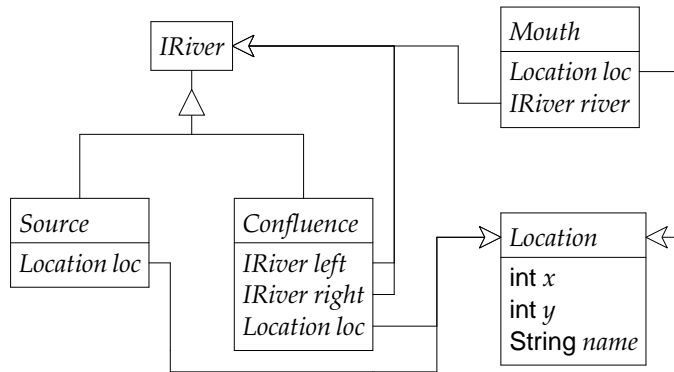 IRiver
Mouth
Location loc
IRiver river
Source
Location loc
Confluence
IRiver left
IRiver right
Location loc
Location
int x
int y
String name